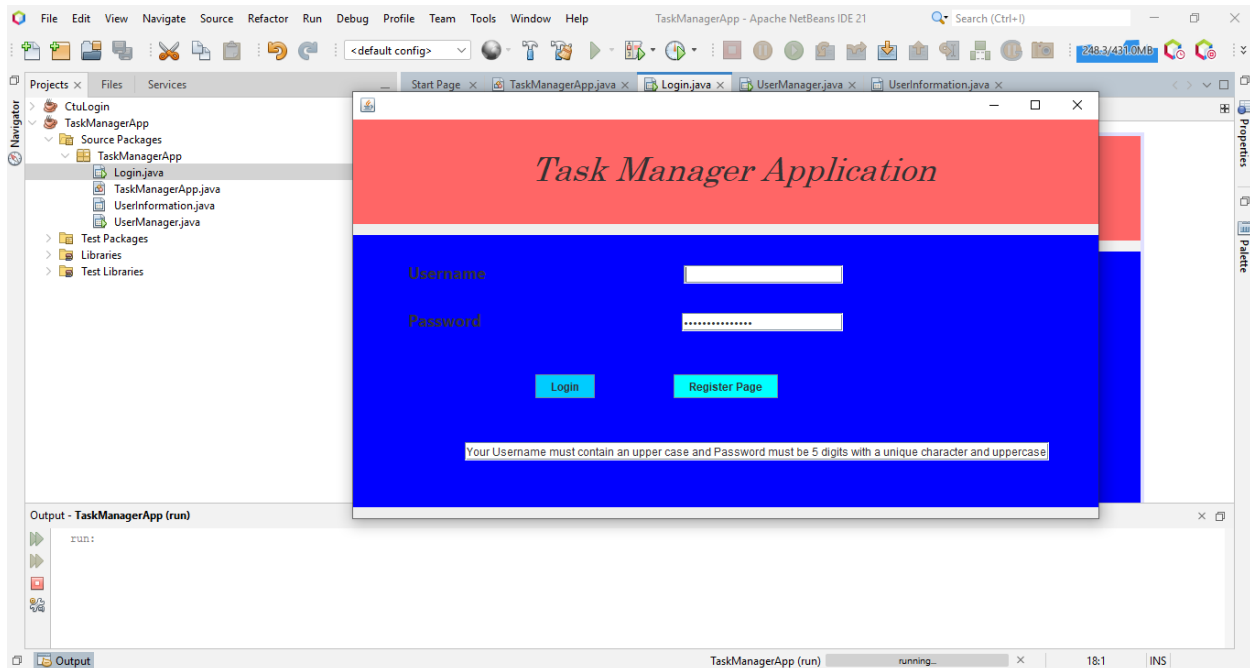 File Edit View Navigate Source Refactor Run Debug Profile Team Tools Window Help TaskManagerApp - Apache NetBeans IDE 21 Search (Ctrl+I)
<default config> 248.3/431.0MB
Projects Files Services Start Page TaskManagerApp.java Login.java UserManager.java UserInformation.java
Navigator
CtuLogin
TaskManagerApp
Source Packages
TaskManagerApp
Login.java
TaskManagerApp.java
UserInformation.java
UserManager.java
Test Packages
Libraries
Test Libraries
Task Manager Application
Username
Password
Login Register Page
Your Username must contain an upper case and Password must be 5 digits with a unique character and uppercase
Properties
Palette
Output - TaskManagerApp (run)
run:
Output TaskManagerApp (run) running... 18:1 INS